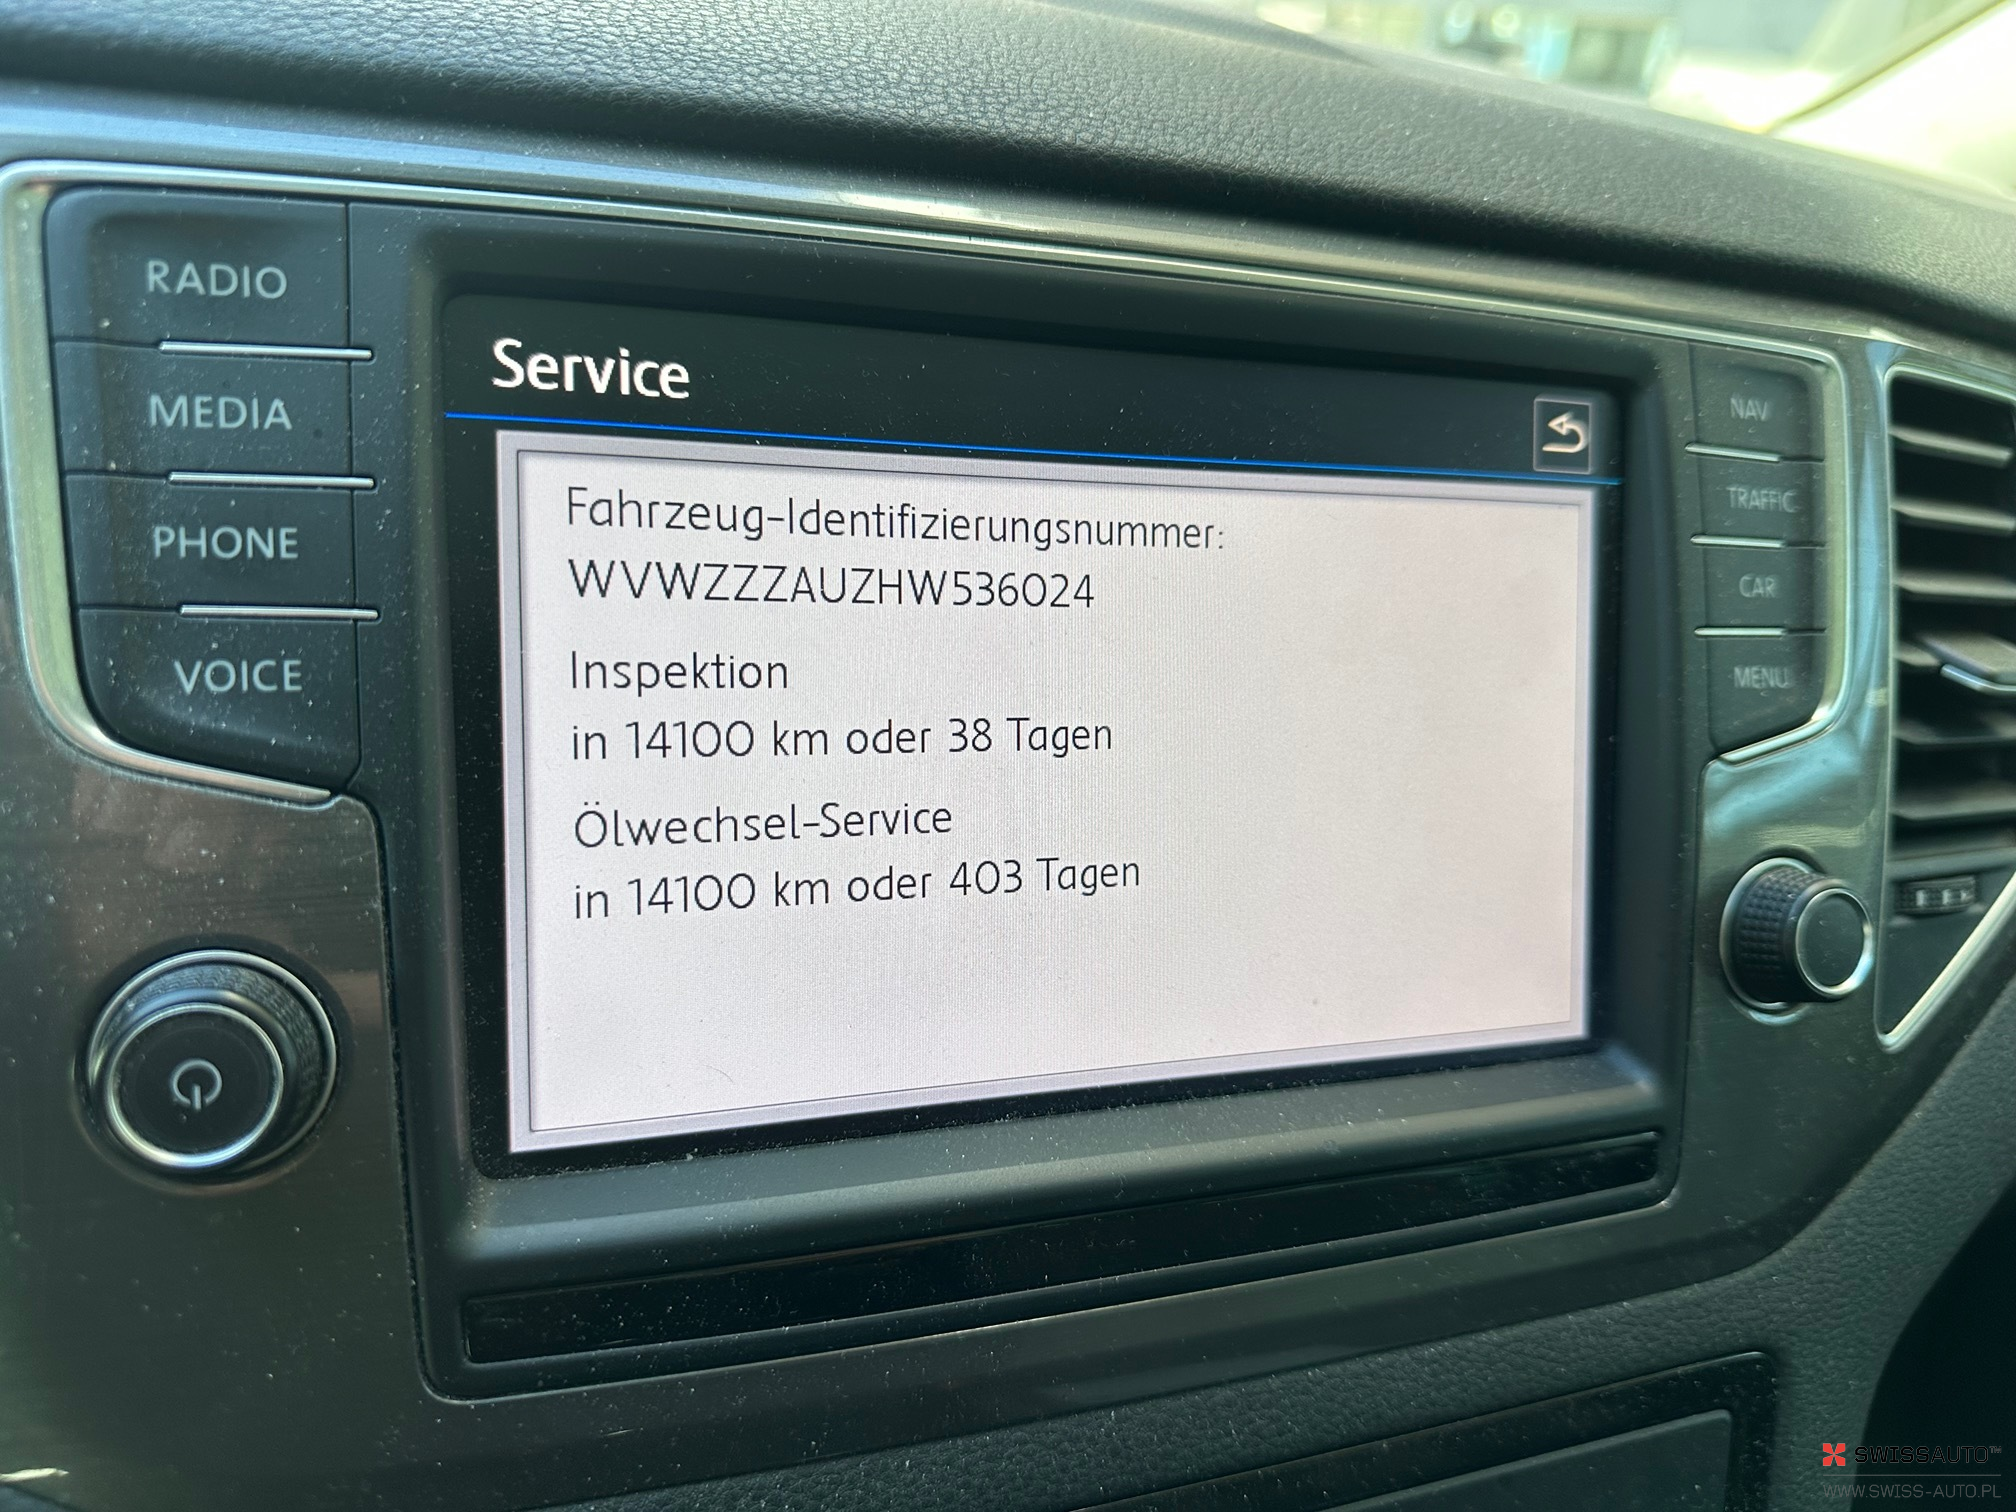 RADIO
MEDIA
PHONE
VOICE
Service
Fahrzeug-Identifizierungsnummer:
WVWZZZAUZHW536024
Inspektion
in 14100 km oder 38 Tagen
Ölwechsel-Service
in 14100 km oder 403 Tagen
NAV
TRAFFIC
CAR
MENU
SWISSAUTO™
WWW.SWISS-AUTO.PL